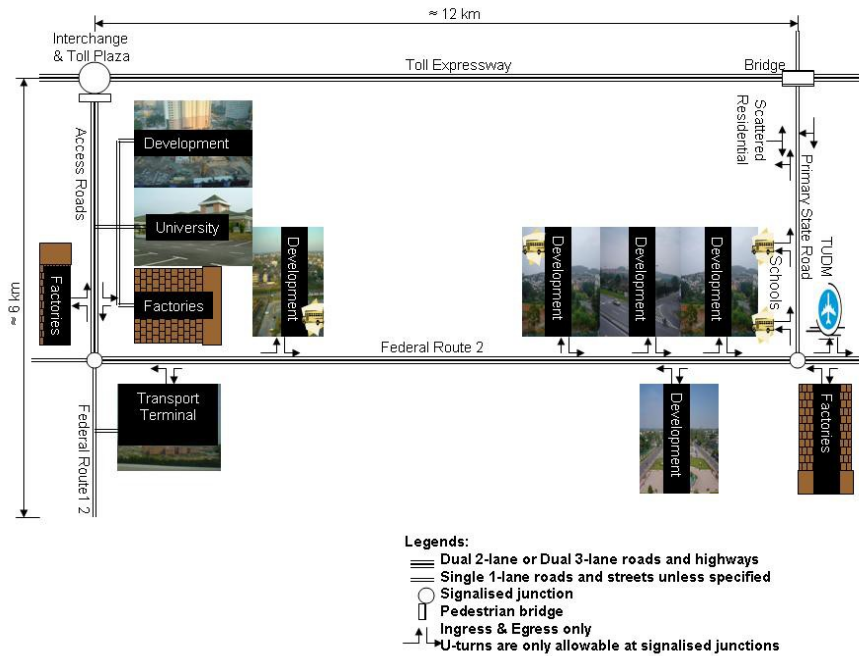 ≈ 12 km
Interchange
& Toll Plaza
Toll Expressway
Bridge
Access Roads
Development
University
Factories
Factories
Development
Scattered
Residential
Primary State Road
TUDM
Schools
Development
Development
Development
≈ 6 km
Federal Route 2
Transport
Terminal
Federal Route1 2
Development
Factories
Legends:
Dual 2-lane or Dual 3-lane roads and highways
Single 1-lane roads and streets unless specified
Signalised junction
Pedestrian bridge
Ingress & Egress only
U-turns are only allowable at signalised junctions